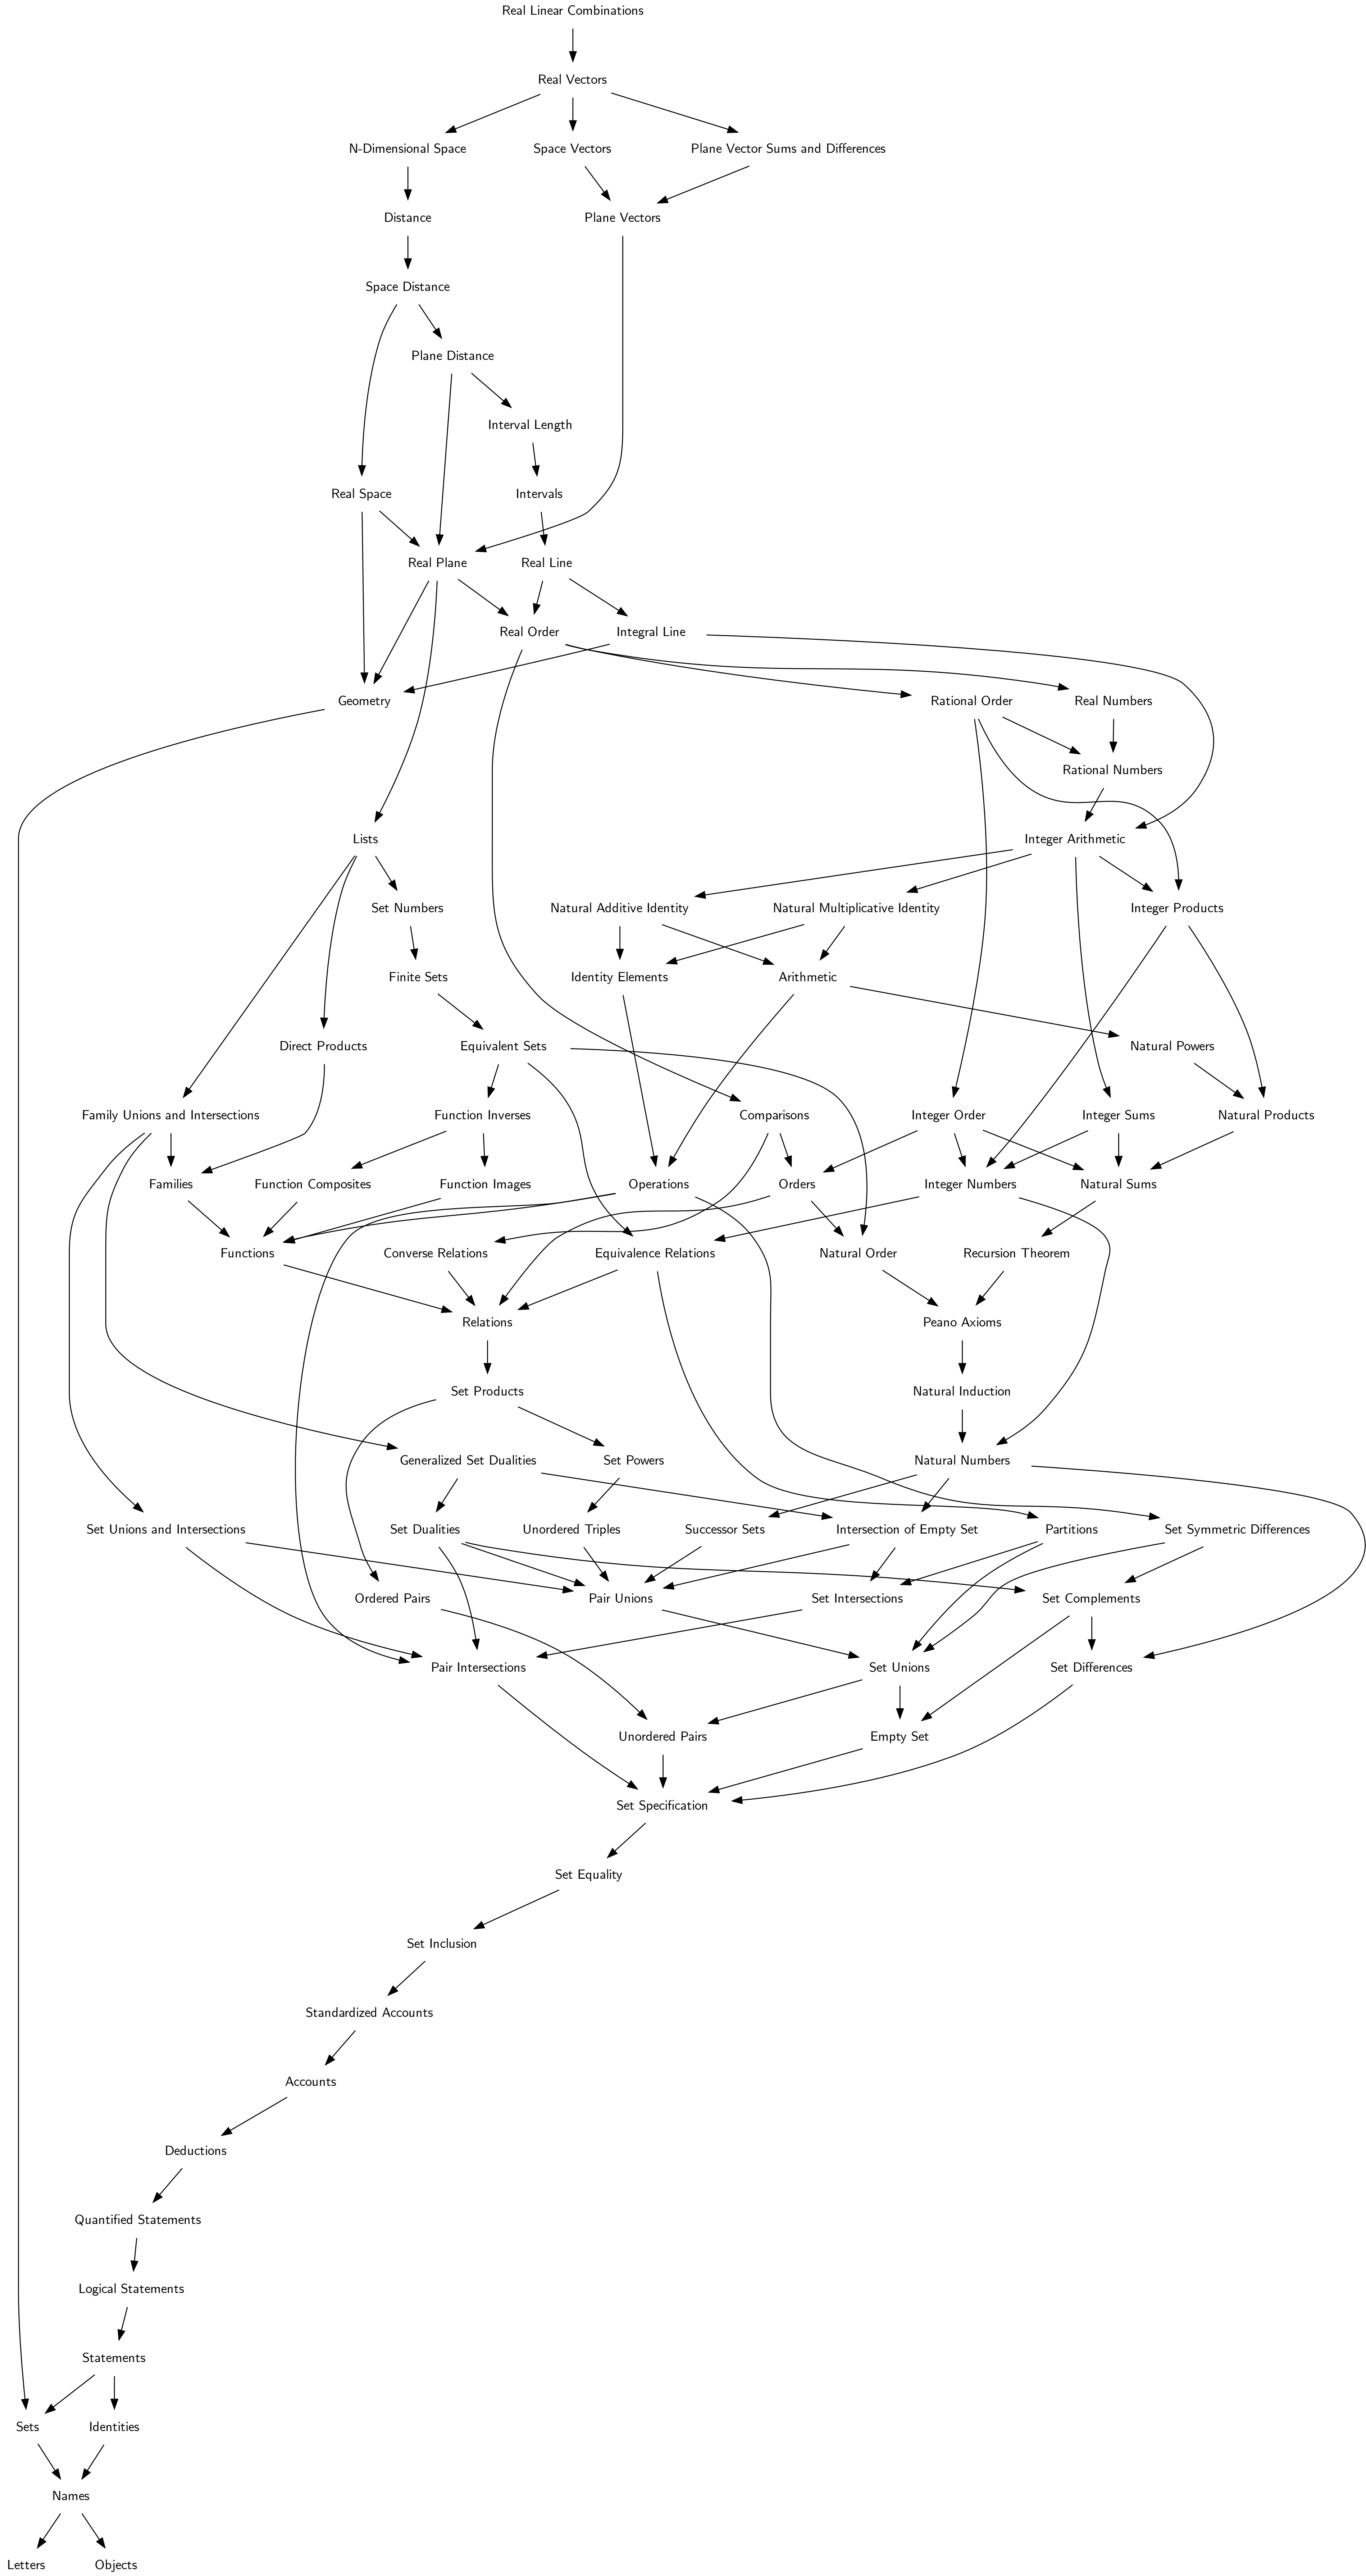 Real Linear Combinations
Real Vectors
N-Dimensional Space
Space Vectors
Plane Vector Sums and Differences
Distance
Plane Vectors
Space Distance
Plane Distance
Interval Length
Real Space
Intervals
Real Plane
Real Line
Real Order
Integral Line
Geometry
Rational Order
Real Numbers
Rational Numbers
Lists
Integer Arithmetic
Set Numbers
Natural Additive Identity
Natural Multiplicative Identity
Integer Products
Finite Sets
Identity Elements
Arithmetic
Direct Products
Equivalent Sets
Natural Powers
Family Unions and Intersections
Function Inverses
Comparisons
Integer Order
Integer Sums
Natural Products
Families
Function Composites
Function Images
Operations
Orders
Integer Numbers
Natural Sums
Functions
Converse Relations
Equivalence Relations
Natural Order
Recursion Theorem
Relations
Peano Axioms
Set Products
Natural Induction
Generalized Set Dualities
Set Powers
Natural Numbers
Set Unions and Intersections
Set Dualities
Unordered Triples
Successor Sets
Intersection of Empty Set
Partitions
Set Symmetric Differences
Ordered Pairs
Pair Unions
Set Intersections
Set Complements
Pair Intersections
Set Unions
Set Differences
Unordered Pairs
Empty Set
Set Specification
Set Equality
Set Inclusion
Standardized Accounts
Accounts
Deductions
Quantified Statements
Logical Statements
Statements
Sets
Identities
Names
Letters
Objects